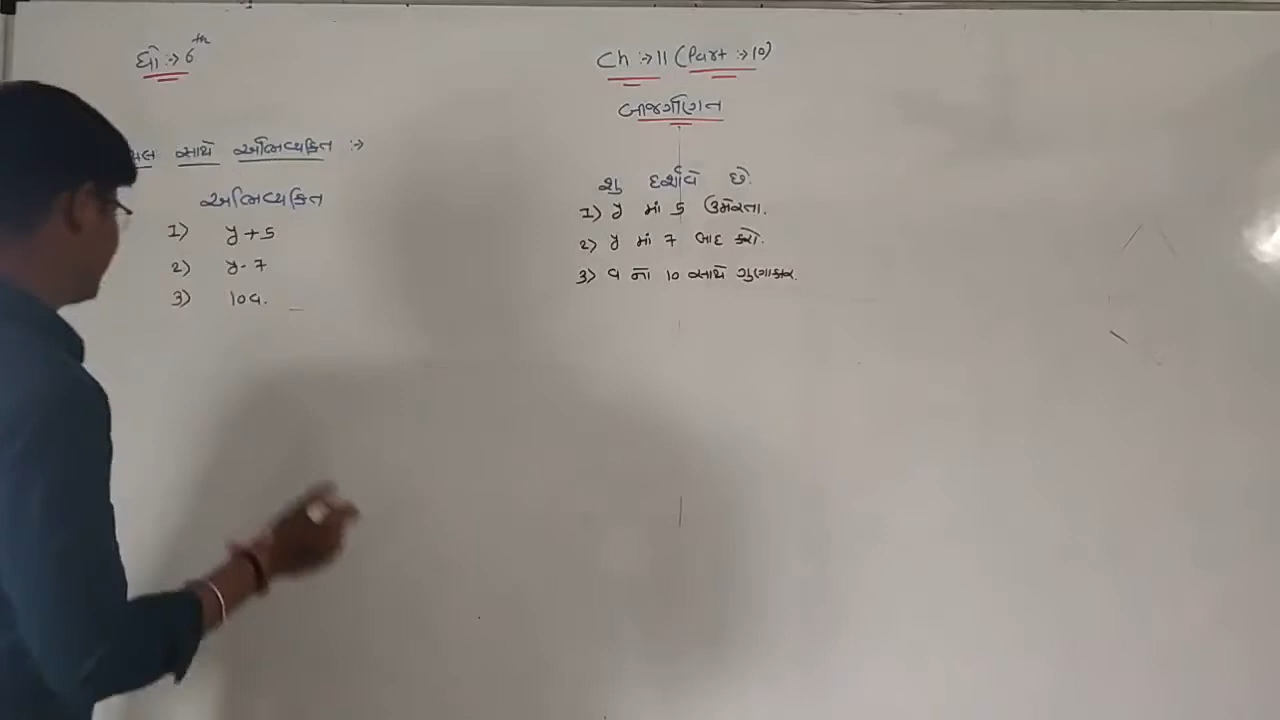 ધો :→ 6th
Ch :→ 11 (Part :→ 10)
બીજગણિત
ચલ સાથે અભિવ્યક્તિ :→
અભિવ્યક્તિ
શુ દર્શાવે છે.
1) y + 5
1) y માં 5 ઉમેરતા.
2) y - 7
2) y માં 7 બાદ કરો.
3) 10a.
3) a ના 10 સાથે ગુણાકાર.